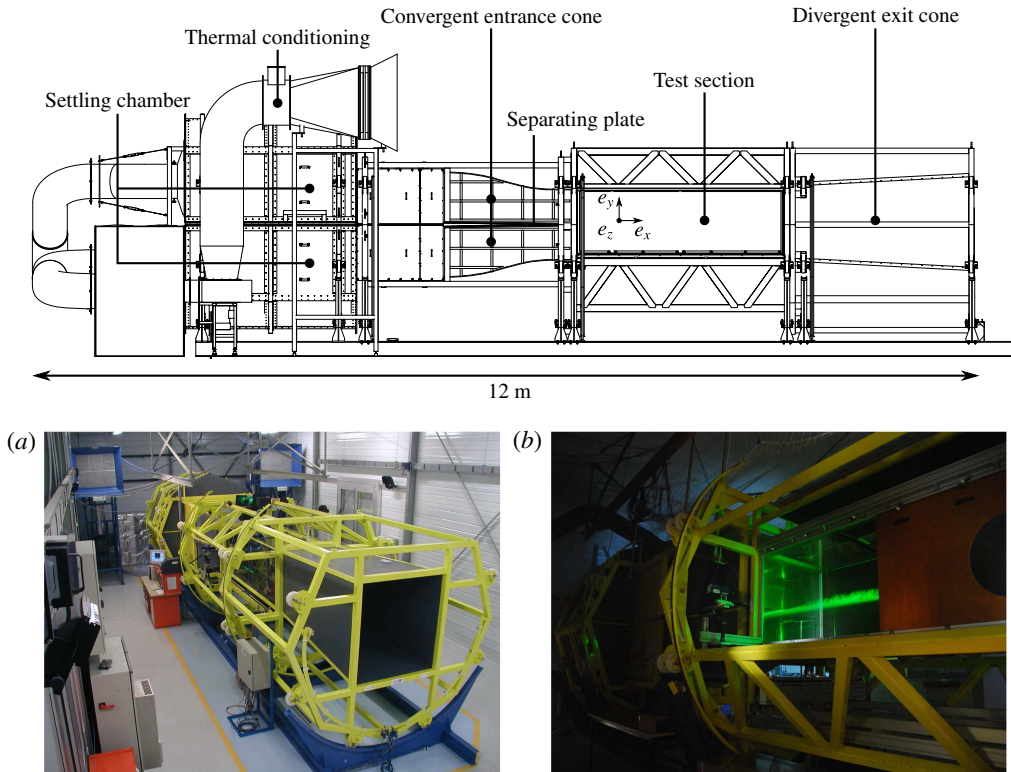 Convergent entrance cone
Divergent exit cone
Thermal conditioning
Settling chamber
Test section
Separating plate
e_y
e_z e_x
12 m
(a)
(b)